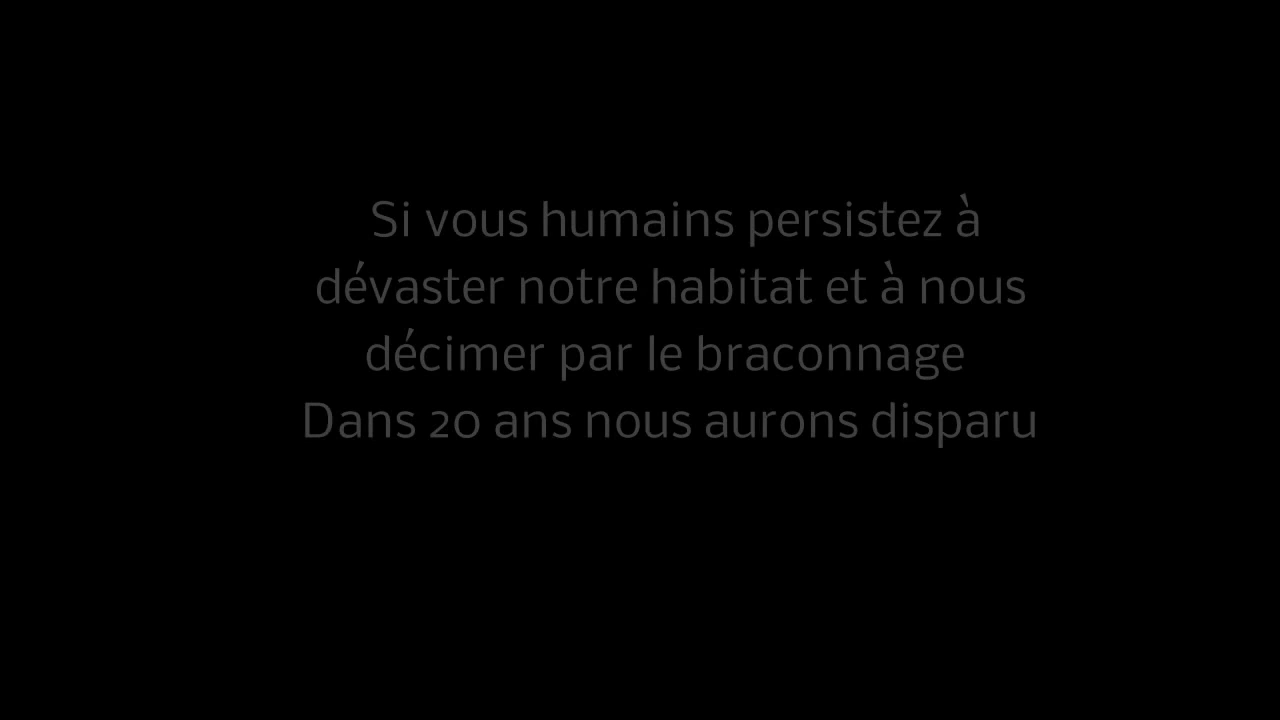 Si vous humains persistez à
dévaster notre habitat et à nous
décimer par le braconnage
Dans 20 ans nous aurons disparu